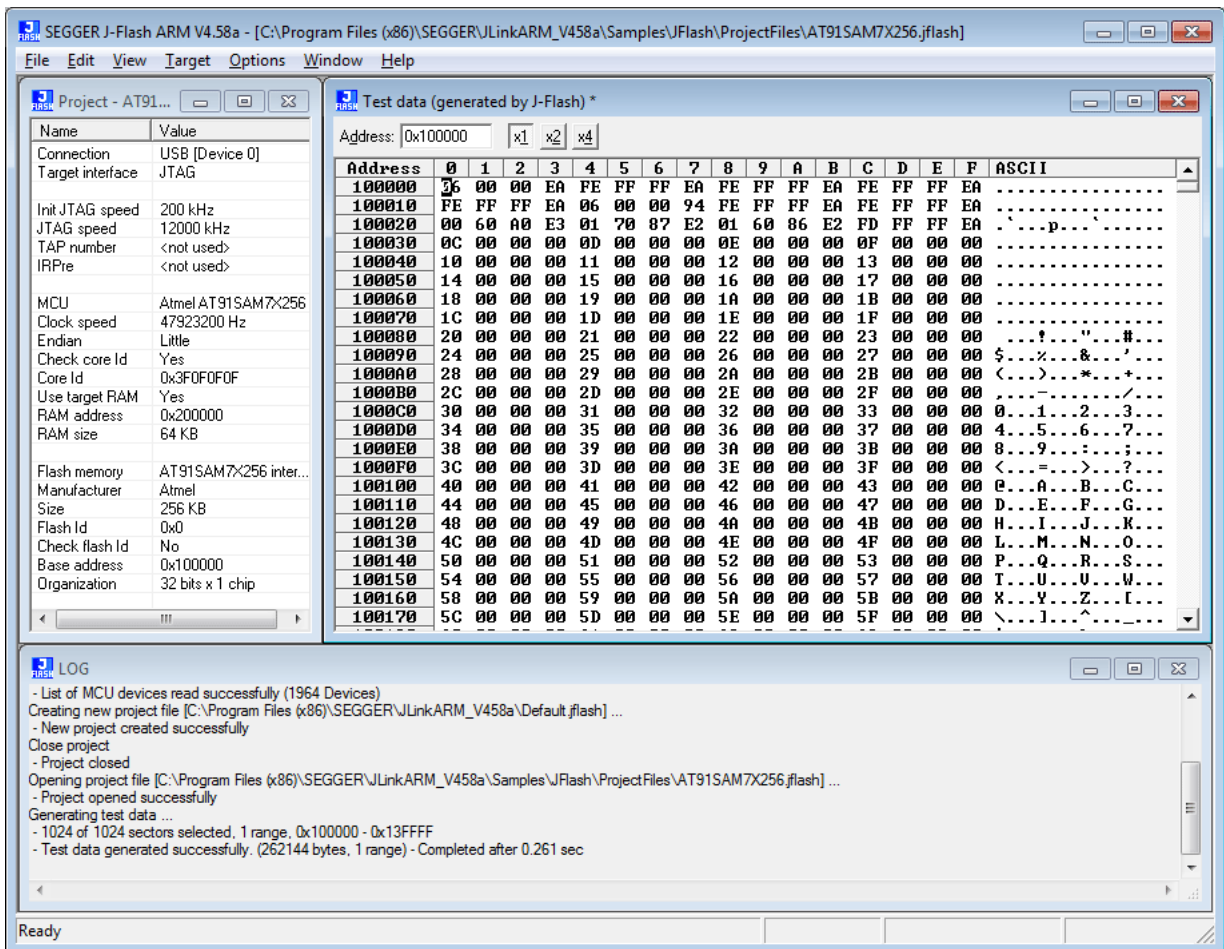 SEGGER J-Flash ARM V4.58a - [C:\Program Files (x86)\SEGGER\JLinkARM_V458a\Samples\JFlash\ProjectFiles\AT91SAM7X256.jflash]
File Edit View Target Options Window Help
Project - AT91...
Name Value
Connection USB [Device 0]
Target interface JTAG
Init JTAG speed 200 kHz
JTAG speed 12000 kHz
TAP number <not used>
IRPre <not used>
MCU Atmel AT91SAM7X256
Clock speed 47923200 Hz
Endian Little
Check core Id Yes
Core Id 0x3F0F0F0F
Use target RAM Yes
RAM address 0x200000
RAM size 64 KB
Flash memory AT91SAM7X256 inter...
Manufacturer Atmel
Size 256 KB
Flash Id 0x0
Check flash Id No
Base address 0x100000
Organization 32 bits x 1 chip
Test data (generated by J-Flash) *
Address: 0x100000 x1 x2 x4
Address 0 1 2 3 4 5 6 7 8 9 A B C D E F ASCII
100000 06 00 00 EA FE FF FF EA FE FF FF EA FE FF FF EA ................
100010 FE FF FF EA 06 00 00 94 FE FF FF EA FE FF FF EA ................
100020 00 60 A0 E3 01 70 87 E2 01 60 86 E2 FD FF FF EA .`...p...`......
100030 0C 00 00 00 0D 00 00 00 0E 00 00 00 0F 00 00 00 ................
100040 10 00 00 00 11 00 00 00 12 00 00 00 13 00 00 00 ................
100050 14 00 00 00 15 00 00 00 16 00 00 00 17 00 00 00 ................
100060 18 00 00 00 19 00 00 00 1A 00 00 00 1B 00 00 00 ................
100070 1C 00 00 00 1D 00 00 00 1E 00 00 00 1F 00 00 00 ................
100080 20 00 00 00 21 00 00 00 22 00 00 00 23 00 00 00  ...!..."...#...
100090 24 00 00 00 25 00 00 00 26 00 00 00 27 00 00 00 $...%...&...'...
1000A0 28 00 00 00 29 00 00 00 2A 00 00 00 2B 00 00 00 (...)...*...+...
1000B0 2C 00 00 00 2D 00 00 00 2E 00 00 00 2F 00 00 00 ,...-......./...
1000C0 30 00 00 00 31 00 00 00 32 00 00 00 33 00 00 00 0...1...2...3...
1000D0 34 00 00 00 35 00 00 00 36 00 00 00 37 00 00 00 4...5...6...7...
1000E0 38 00 00 00 39 00 00 00 3A 00 00 00 3B 00 00 00 8...9...:...;...
1000F0 3C 00 00 00 3D 00 00 00 3E 00 00 00 3F 00 00 00 <...=...>...?...
100100 40 00 00 00 41 00 00 00 42 00 00 00 43 00 00 00 @...A...B...C...
100110 44 00 00 00 45 00 00 00 46 00 00 00 47 00 00 00 D...E...F...G...
100120 48 00 00 00 49 00 00 00 4A 00 00 00 4B 00 00 00 H...I...J...K...
100130 4C 00 00 00 4D 00 00 00 4E 00 00 00 4F 00 00 00 L...M...N...O...
100140 50 00 00 00 51 00 00 00 52 00 00 00 53 00 00 00 P...Q...R...S...
100150 54 00 00 00 55 00 00 00 56 00 00 00 57 00 00 00 T...U...V...W...
100160 58 00 00 00 59 00 00 00 5A 00 00 00 5B 00 00 00 X...Y...Z...[...
100170 5C 00 00 00 5D 00 00 00 5E 00 00 00 5F 00 00 00 \...]...^..._...
LOG
- List of MCU devices read successfully (1964 Devices)
Creating new project file [C:\Program Files (x86)\SEGGER\JLinkARM_V458a\Default.jflash] ...
- New project created successfully
Close project
- Project closed
Opening project file [C:\Program Files (x86)\SEGGER\JLinkARM_V458a\Samples\JFlash\ProjectFiles\AT91SAM7X256.jflash] ...
- Project opened successfully
Generating test data ...
- 1024 of 1024 sectors selected, 1 range, 0x100000 - 0x13FFFF
- Test data generated successfully. (262144 bytes, 1 range) - Completed after 0.261 sec
Ready